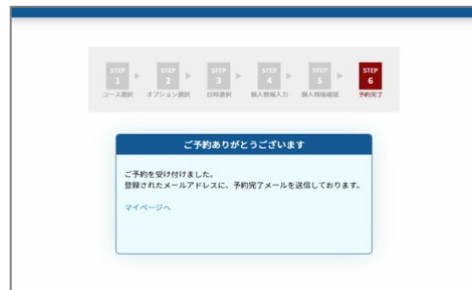 STEP 1
STEP 2
STEP 3
STEP 4
STEP 5
STEP 6
コース選択
オプション選択
日時選択
個人情報入力
個人情報確認
予約完了
ご予約ありがとうございます
ご予約を受け付けました。
登録されたメールアドレスに、予約完了メールを送信しております。
マイページへ